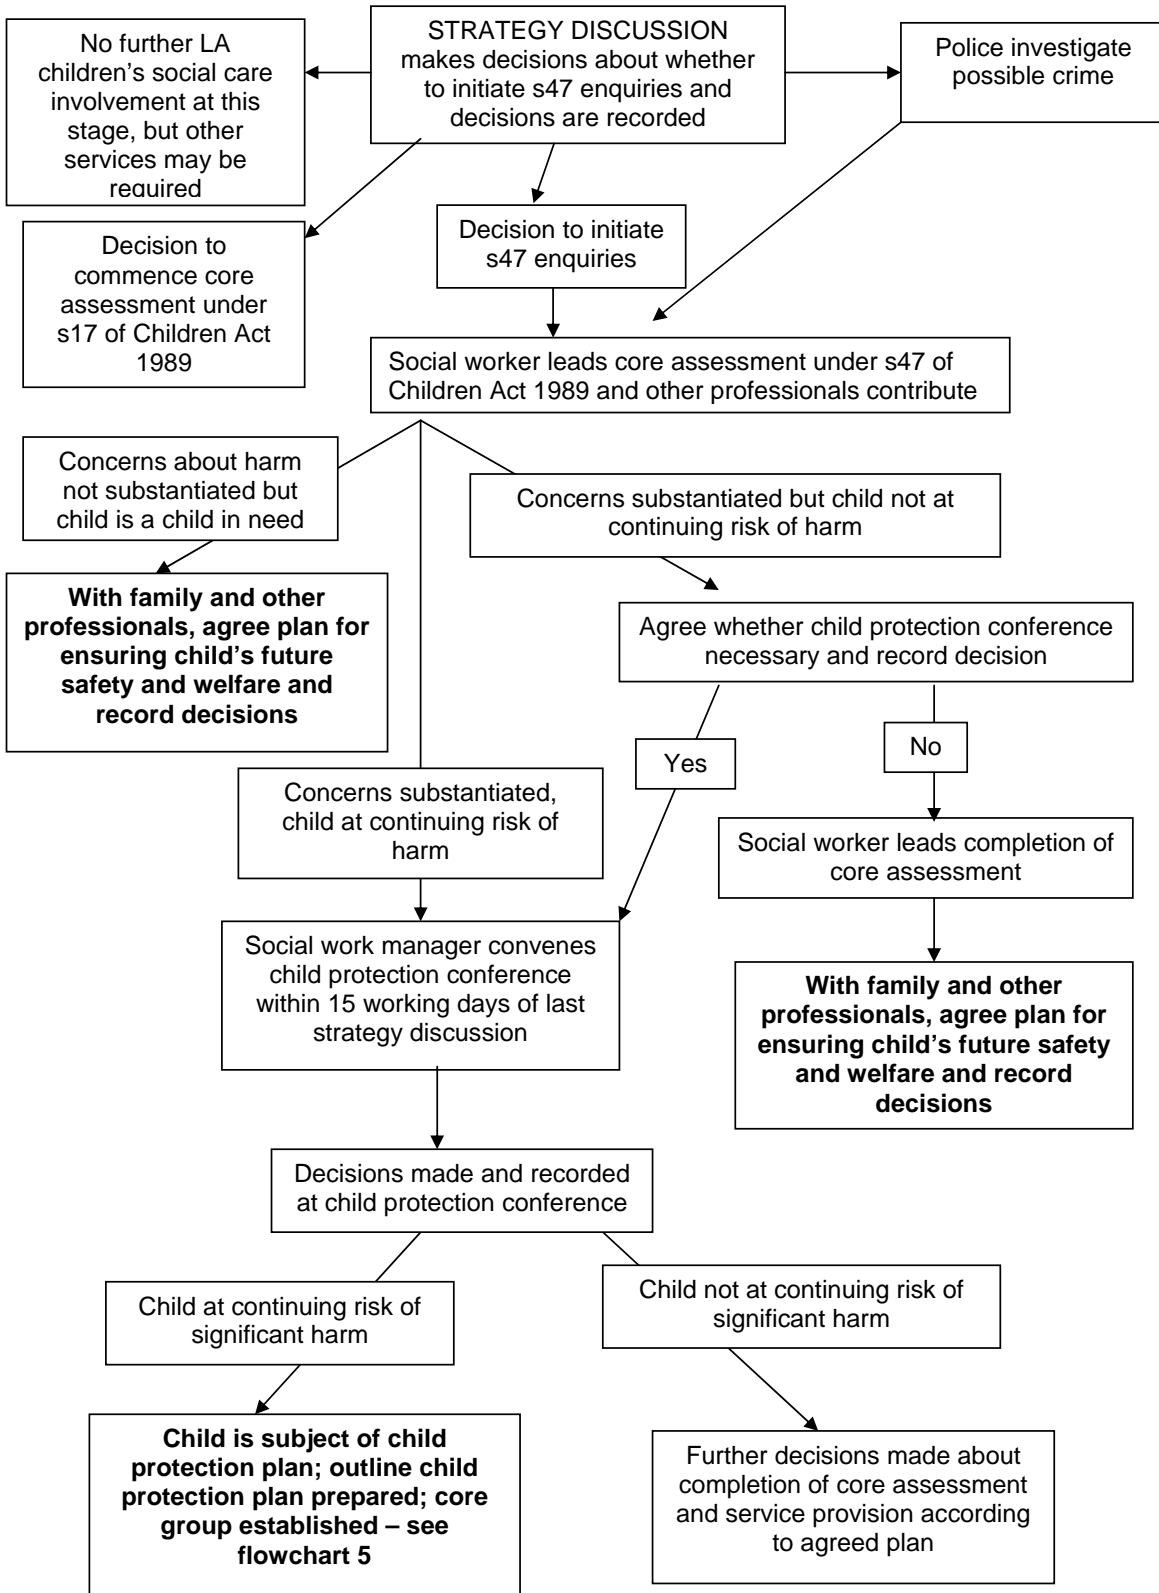 STRATEGY DISCUSSION
makes decisions about whether
to initiate s47 enquiries and
decisions are recorded
No further LA
children's social care
involvement at this
stage, but other
services may be
required
Police investigate
possible crime
Decision to
commence core
assessment under
s17 of Children Act
1989
Decision to initiate
s47 enquiries
Social worker leads core assessment under s47 of
Children Act 1989 and other professionals contribute
Concerns about harm
not substantiated but
child is a child in need
Concerns substantiated but child not at
continuing risk of harm
With family and other
professionals, agree plan for
ensuring child's future
safety and welfare and
record decisions
Agree whether child protection conference
necessary and record decision
Yes
No
Concerns substantiated,
child at continuing risk of
harm
Social worker leads completion of
core assessment
Social work manager convenes
child protection conference
within 15 working days of last
strategy discussion
With family and other
professionals, agree plan for
ensuring child's future safety
and welfare and record
decisions
Decisions made and recorded
at child protection conference
Child at continuing risk of
significant harm
Child not at continuing risk of
significant harm
Child is subject of child
protection plan; outline child
protection plan prepared; core
group established – see
flowchart 5
Further decisions made about
completion of core assessment
and service provision according
to agreed plan